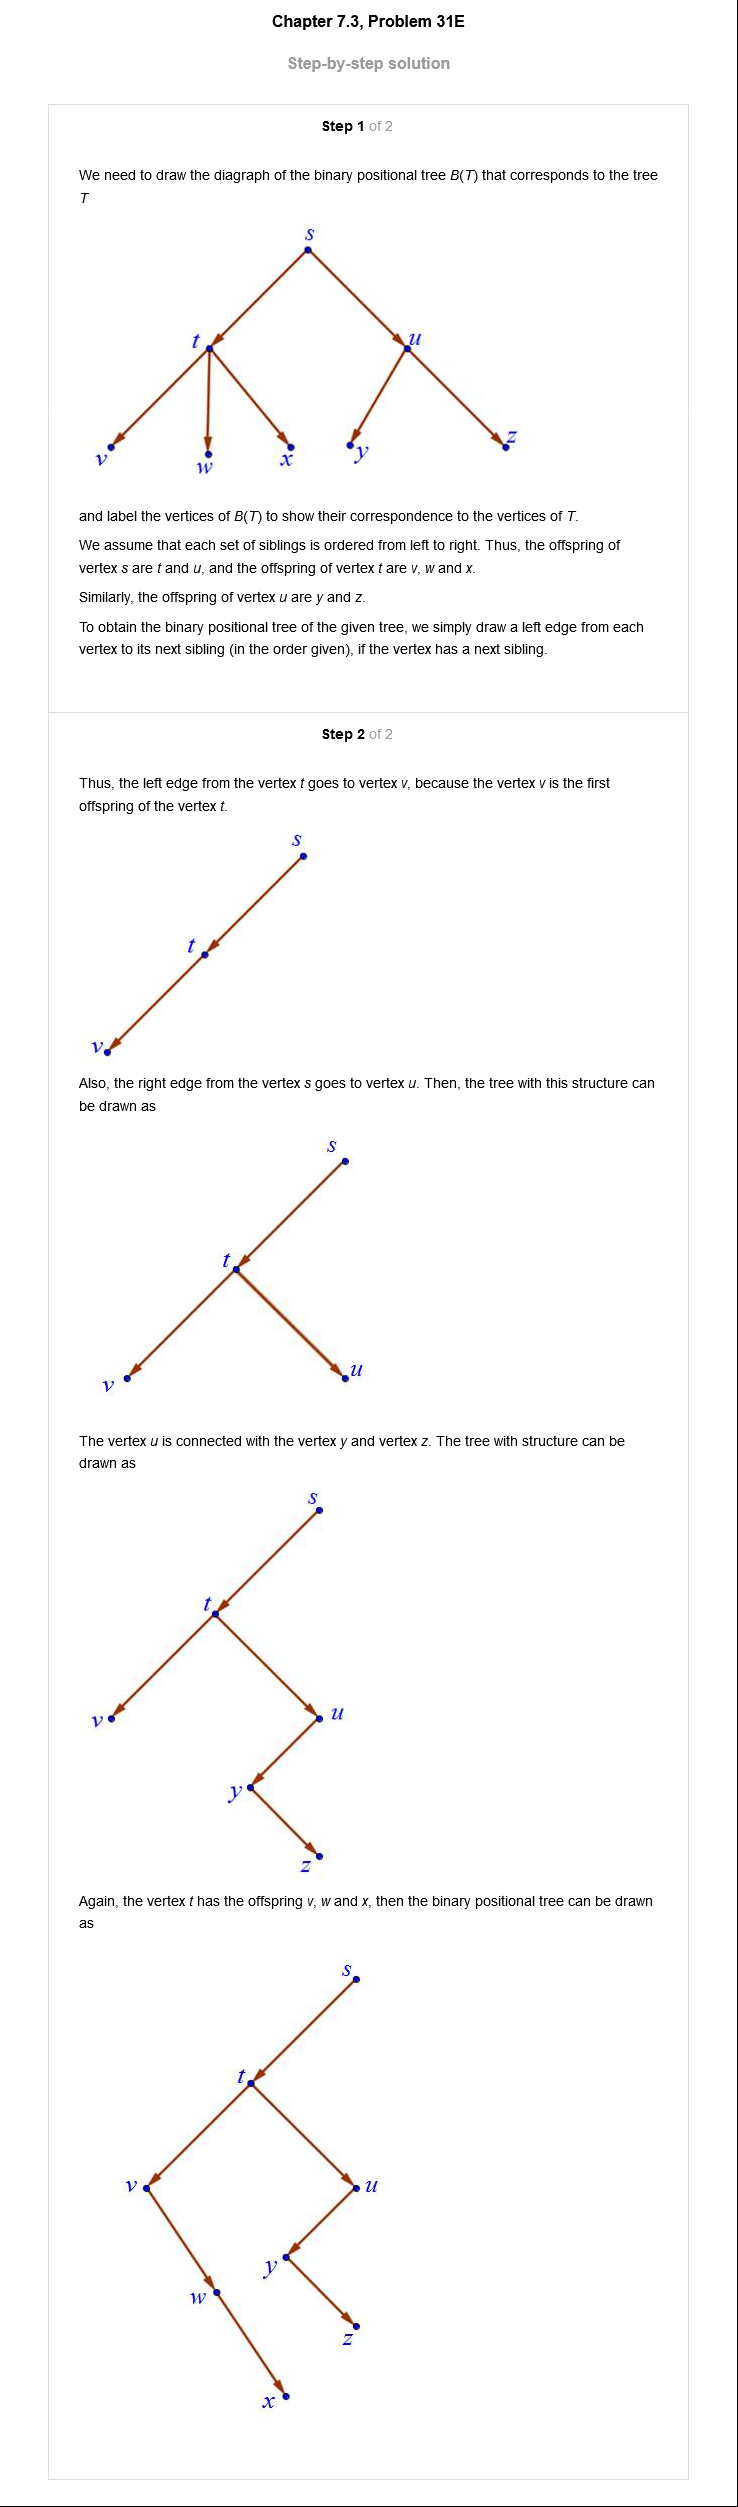 Chapter 7.3, Problem 31E
Step-by-step solution
Step 1 of 2
We need to draw the diagraph of the binary positional tree B(T) that corresponds to the tree
T
s
t
u
v
w
x
y
z
and label the vertices of B(T) to show their correspondence to the vertices of T.
We assume that each set of siblings is ordered from left to right. Thus, the offspring of
vertex s are t and u, and the offspring of vertex t are v, w and x.
Similarly, the offspring of vertex u are y and z.
To obtain the binary positional tree of the given tree, we simply draw a left edge from each
vertex to its next sibling (in the order given), if the vertex has a next sibling.
Step 2 of 2
Thus, the left edge from the vertex t goes to vertex v, because the vertex v is the first
offspring of the vertex t.
s
t
v
Also, the right edge from the vertex s goes to vertex u. Then, the tree with this structure can
be drawn as
s
t
v
u
The vertex u is connected with the vertex y and vertex z. The tree with structure can be
drawn as
s
t
v
u
y
z
Again, the vertex t has the offspring v, w and x, then the binary positional tree can be drawn
as
s
t
v
u
y
w
z
x